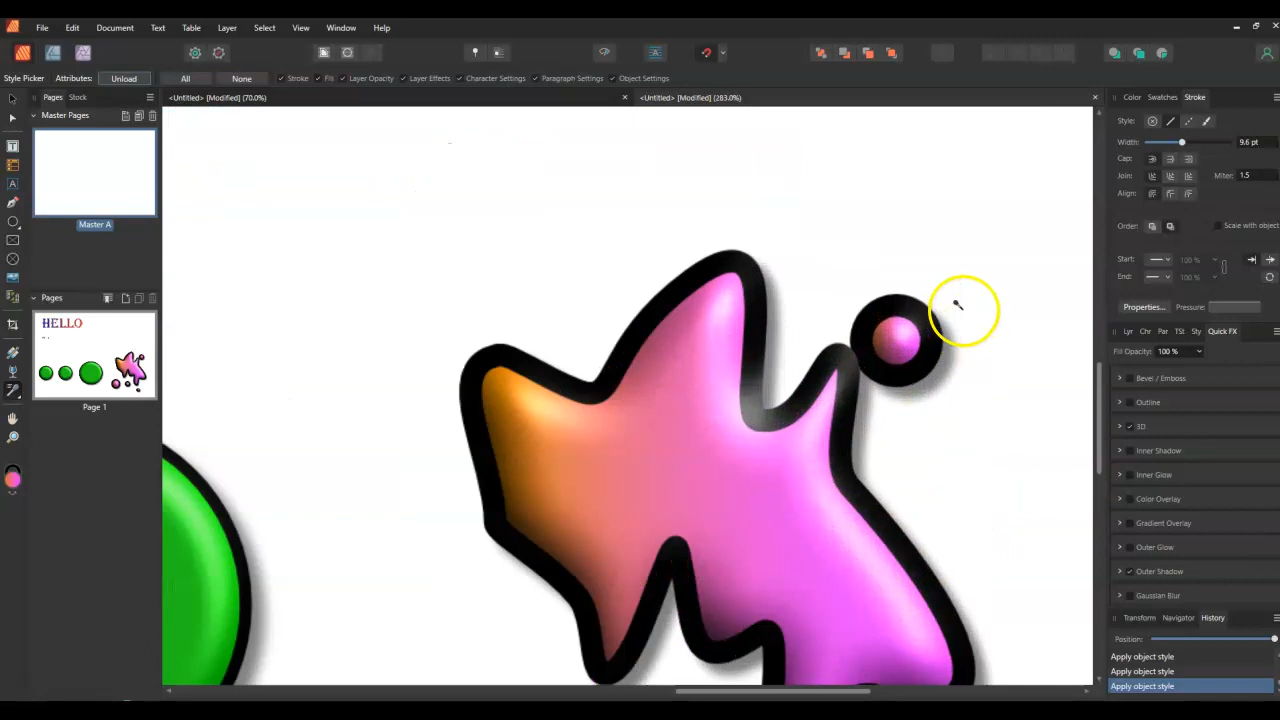 File Edit Document Text Table Layer Select View Window Help
Style Picker Attributes: Unload All None Stroke Fill Layer Opacity Layer Effects Character Settings Paragraph Settings Object Settings
Pages Stock <Untitled> [Modified] (70.0%) <Untitled> [Modified] (283.0%) Color Swatches Stroke
Master Pages
Master A
Pages
HELLO
Page 1
Style:
Width: 9.6 pt
Cap:
Join: Miter: 1.5
Align:
Order: Scale with object
Start: 100 %
End: 100 %
Properties... Pressure:
Lyr Chr Par TSt Sty Quick FX
Fill Opacity: 100 %
Bevel / Emboss
Outline
3D
Inner Shadow
Inner Glow
Color Overlay
Gradient Overlay
Outer Glow
Outer Shadow
Gaussian Blur
Transform Navigator History
Position:
Apply object style
Apply object style
Apply object style